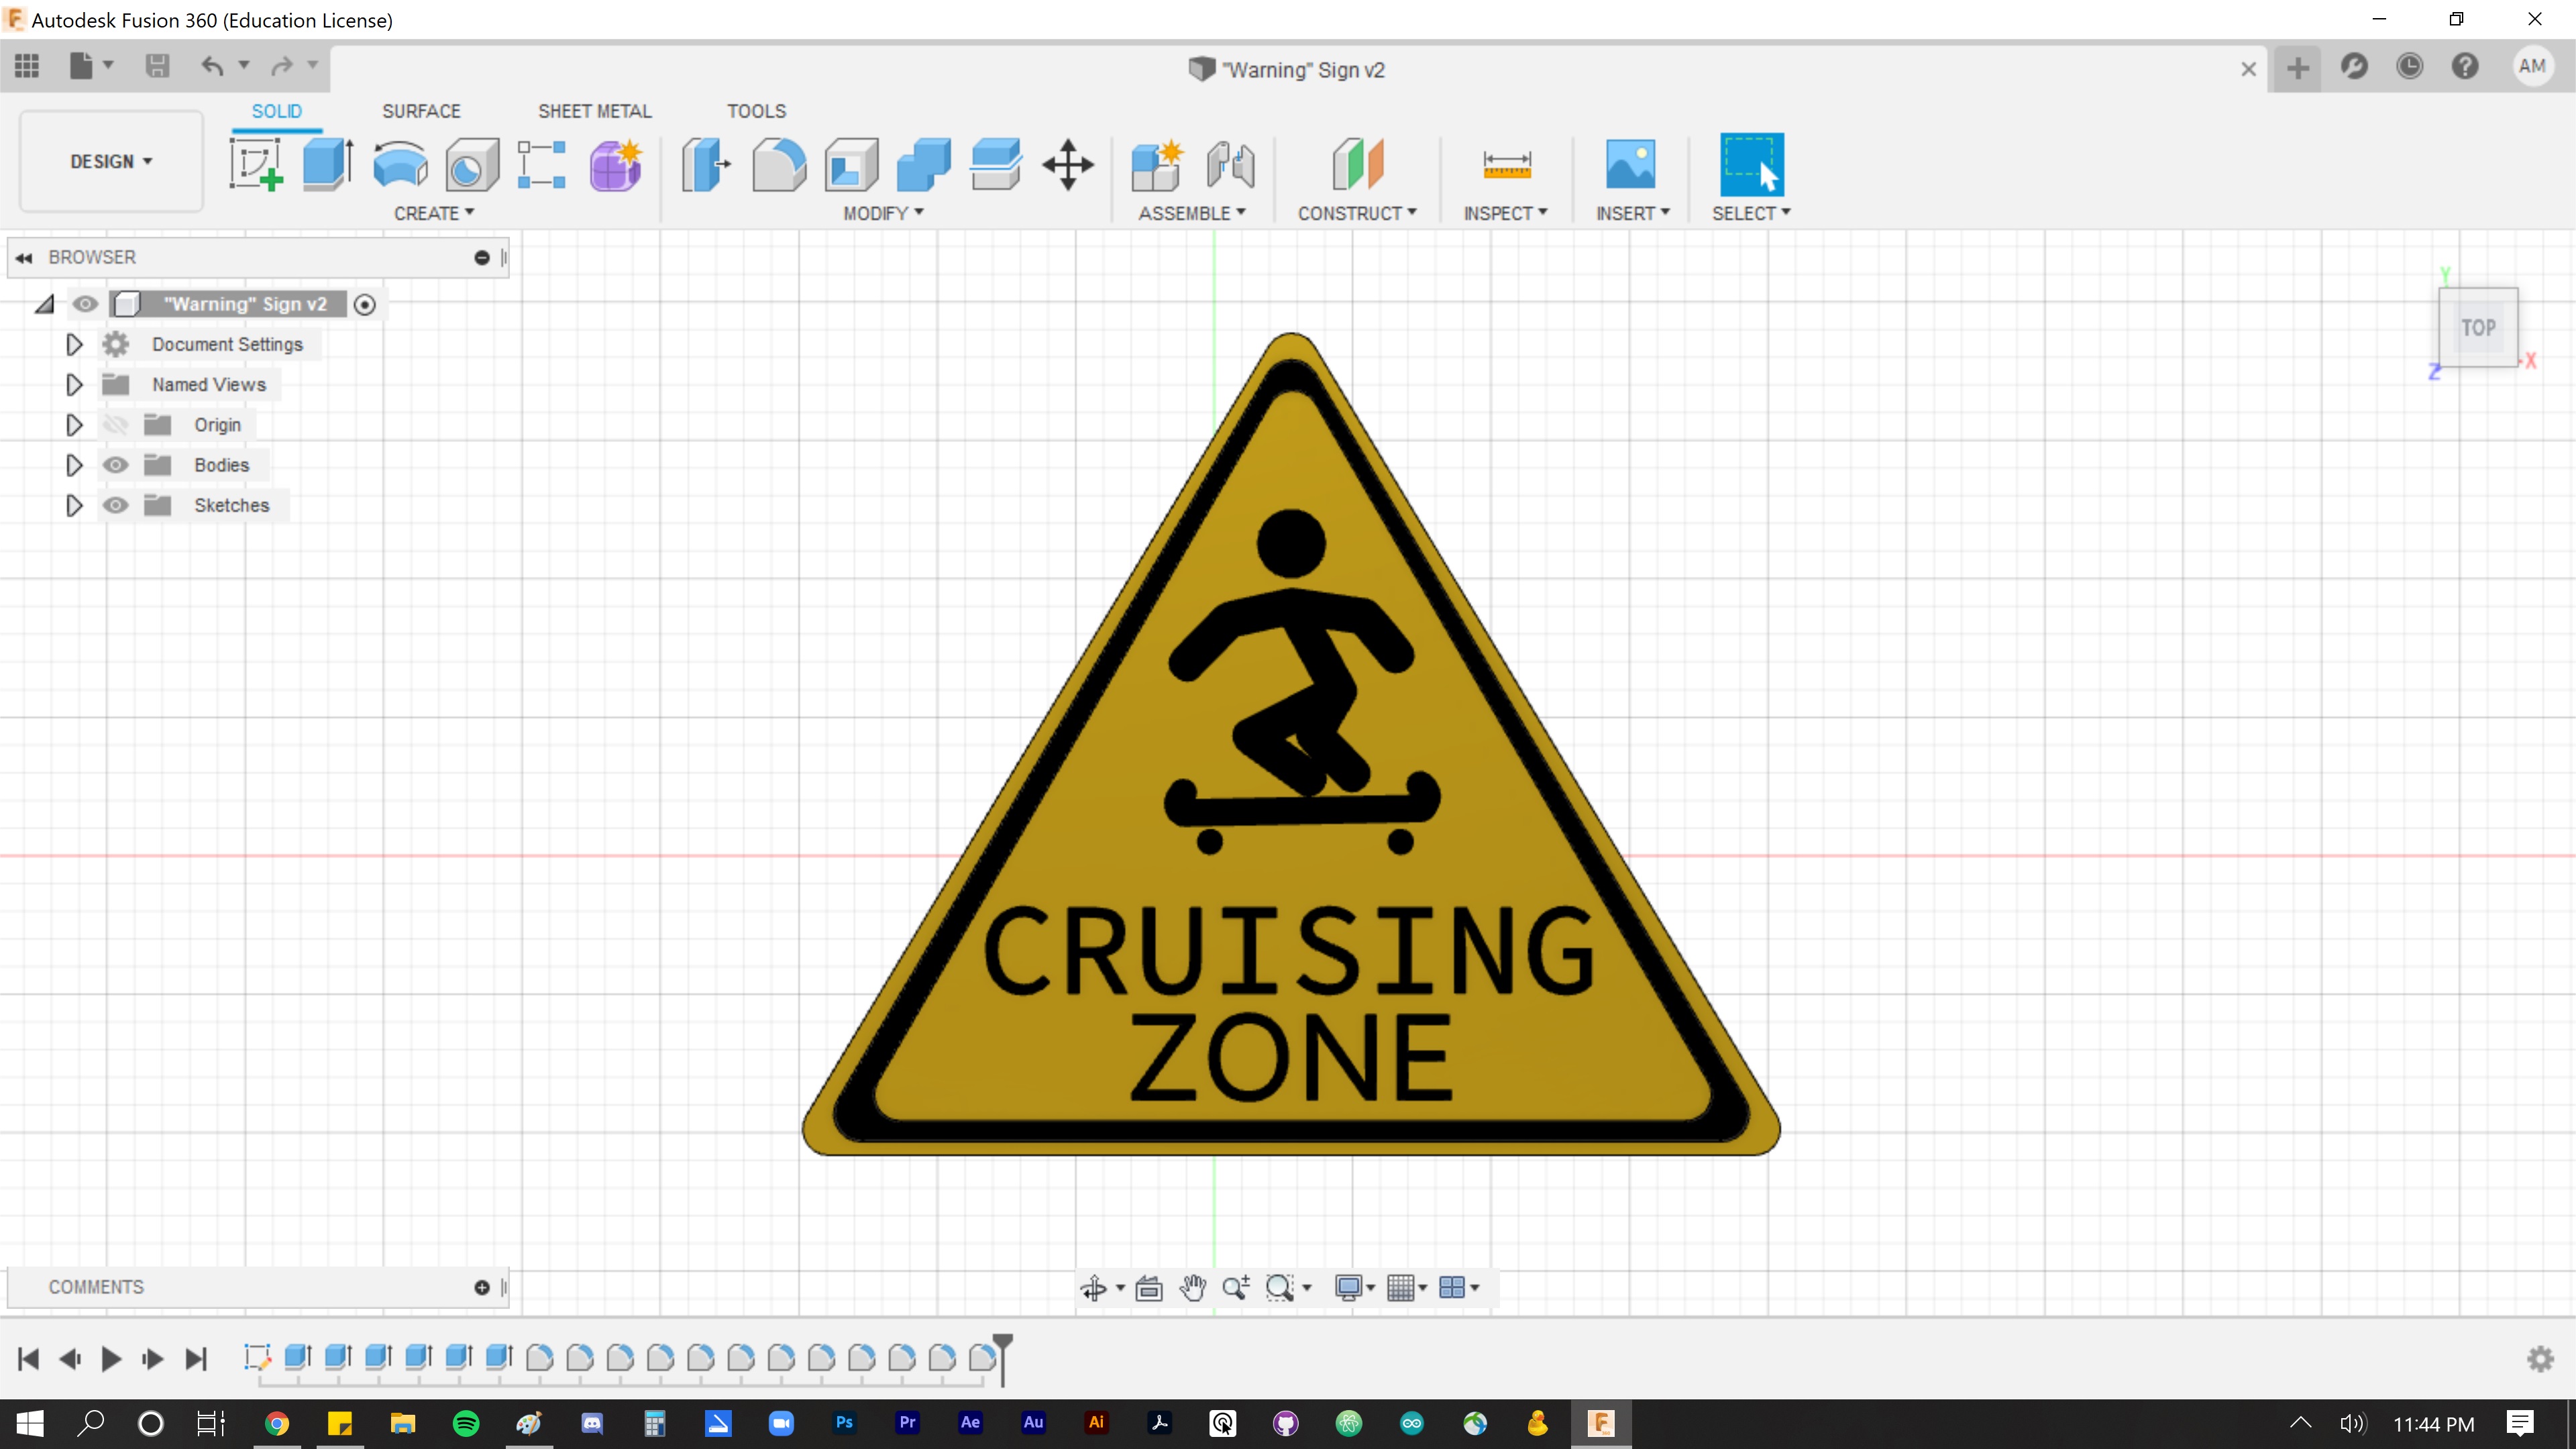 Autodesk Fusion 360 (Education License)
"Warning" Sign v2
AM
SOLID
SURFACE
SHEET METAL
TOOLS
DESIGN
CREATE
MODIFY
ASSEMBLE
CONSTRUCT
INSPECT
INSERT
SELECT
BROWSER
"Warning" Sign v2
Document Settings
Named Views
Origin
Bodies
Sketches
Y
TOP
X
Z
CRUISING
ZONE
COMMENTS
Ps
Pr
Ae
Au
Ai
F
11:44 PM